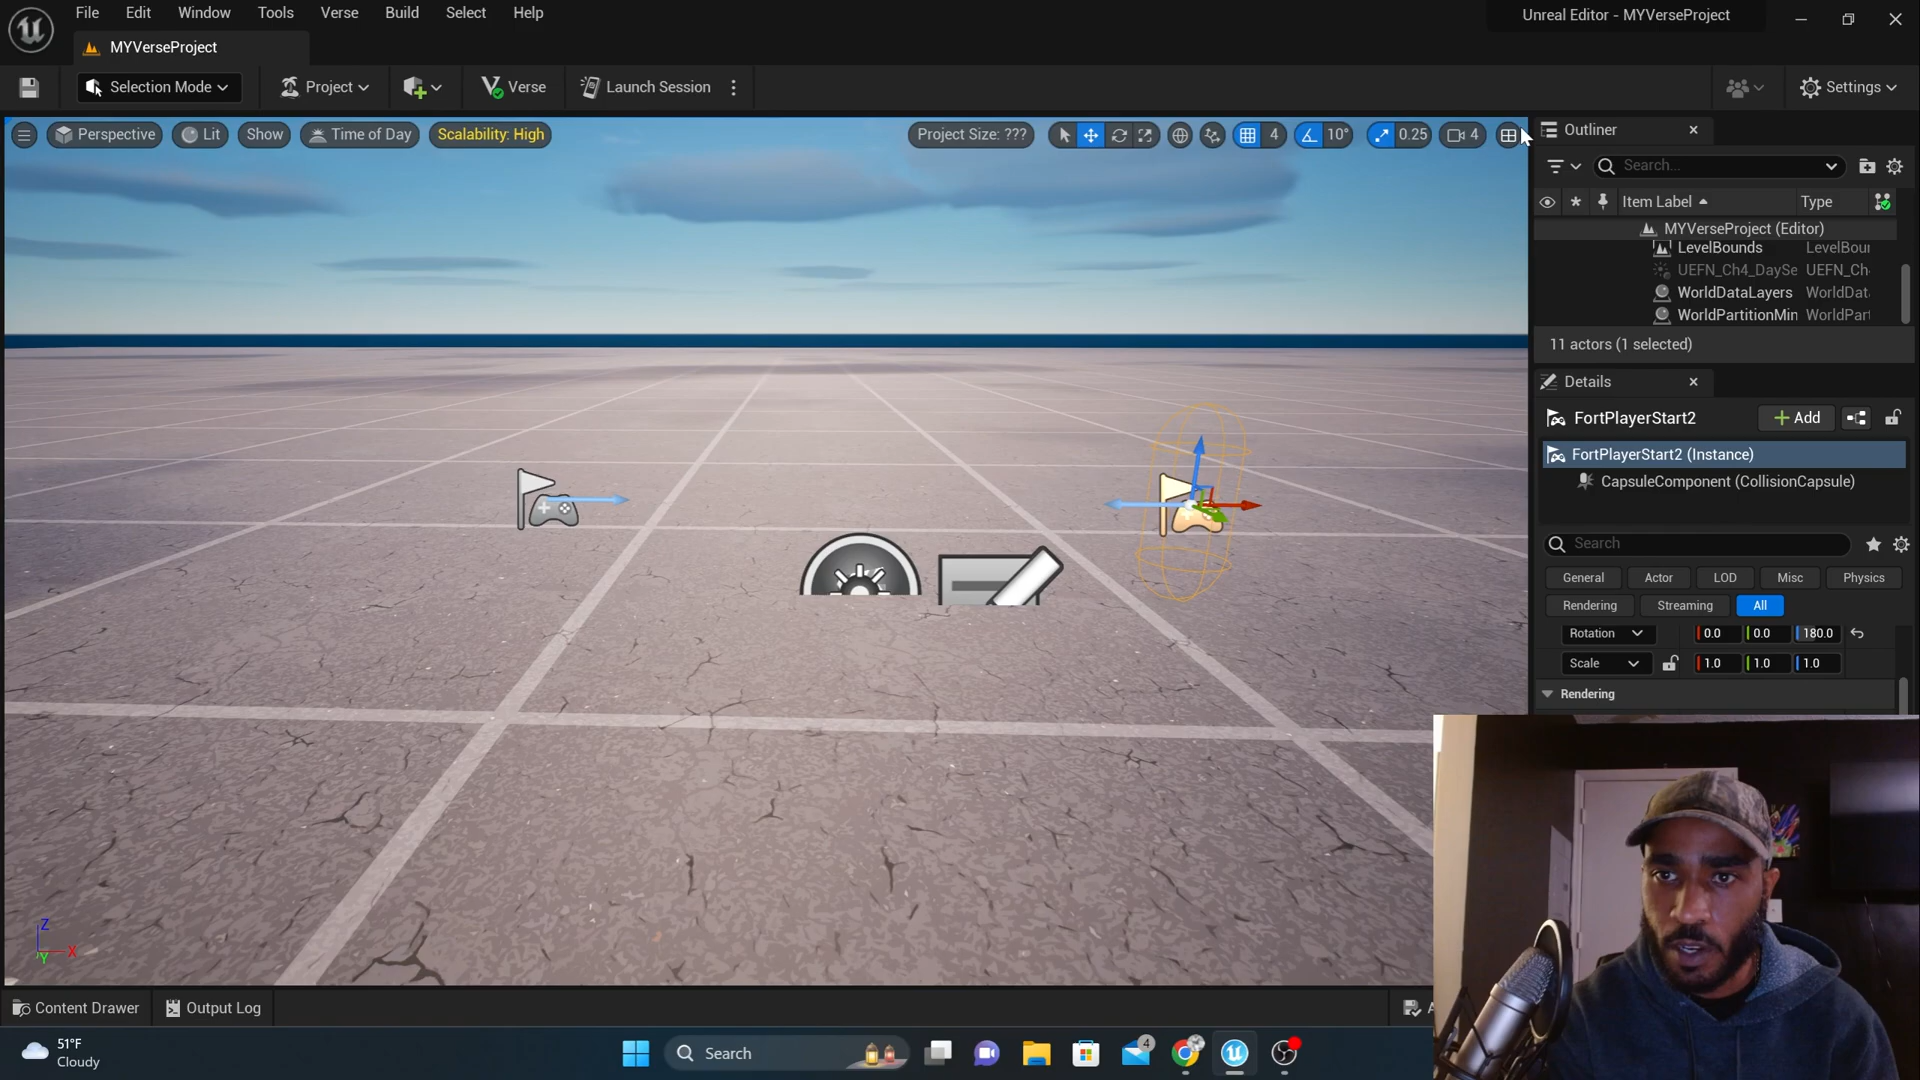 File Edit Window Tools Verse Build Select Help
Unreal Editor - MYVerseProject
MYVerseProject
Selection Mode Project Verse Launch Session Settings
Perspective Lit Show Time of Day Scalability: High Project Size: ??? 4 10° 0.25 4
Outliner
Search...
Item Label Type
MYVerseProject (Editor)
LevelBounds LevelBour
UEFN_Ch4_DaySe UEFN_Ch
WorldDataLayers WorldDat
WorldPartitionMin WorldPart
11 actors (1 selected)
Details
FortPlayerStart2 Add
FortPlayerStart2 (Instance)
CapsuleComponent (CollisionCapsule)
Search
General Actor LOD Misc Physics
Rendering Streaming All
Rotation 0.0 0.0 180.0
Scale 1.0 1.0 1.0
Rendering
Z
X
Y
Content Drawer Output Log
51°F
Cloudy
Search
4